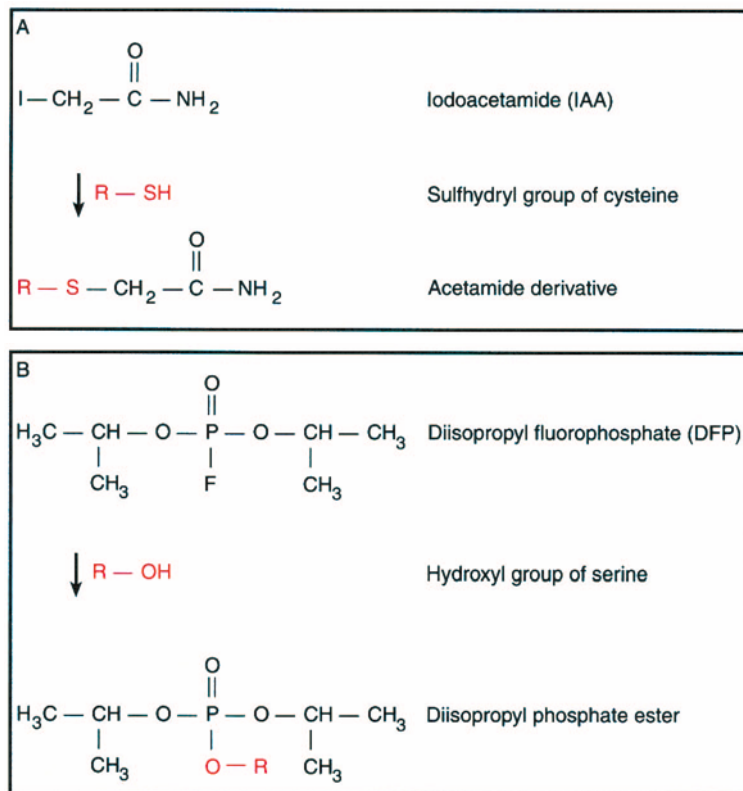 A
O
||
I — CH2 — C — NH2 Iodoacetamide (IAA)
R — SH Sulfhydryl group of cysteine
O
||
R — S — CH2 — C — NH2 Acetamide derivative
B
O
||
H3C — CH — O — P — O — CH — CH3 Diisopropyl fluorophosphate (DFP)
| | |
CH3 F CH3
R — OH Hydroxyl group of serine
O
||
H3C — CH — O — P — O — CH — CH3 Diisopropyl phosphate ester
| | |
CH3 O — R CH3